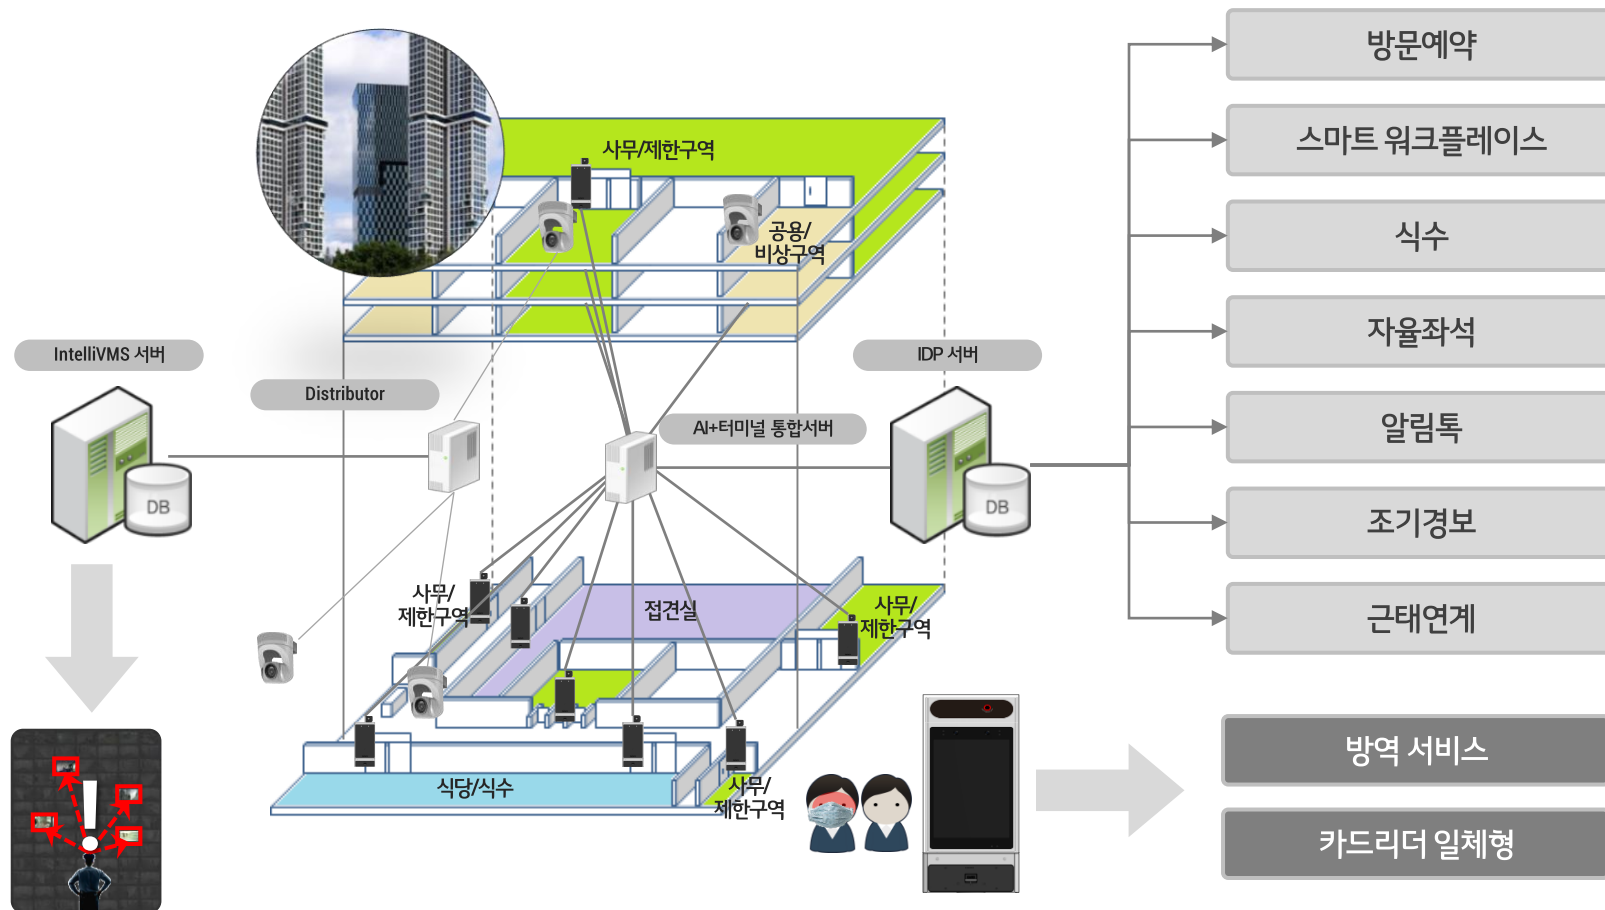 방문예약
스마트 워크플레이스
식수
자율좌석
알림톡
조기경보
근태연계
사무/제한구역
공용/
비상구역
IntelliVMS 서버
Distributor
IDP 서버
AI+터미널 통합서버
DB
DB
사무/
제한구역
접견실
사무/
제한구역
식당/식수
사무/
제한구역
방역 서비스
카드리더 일체형